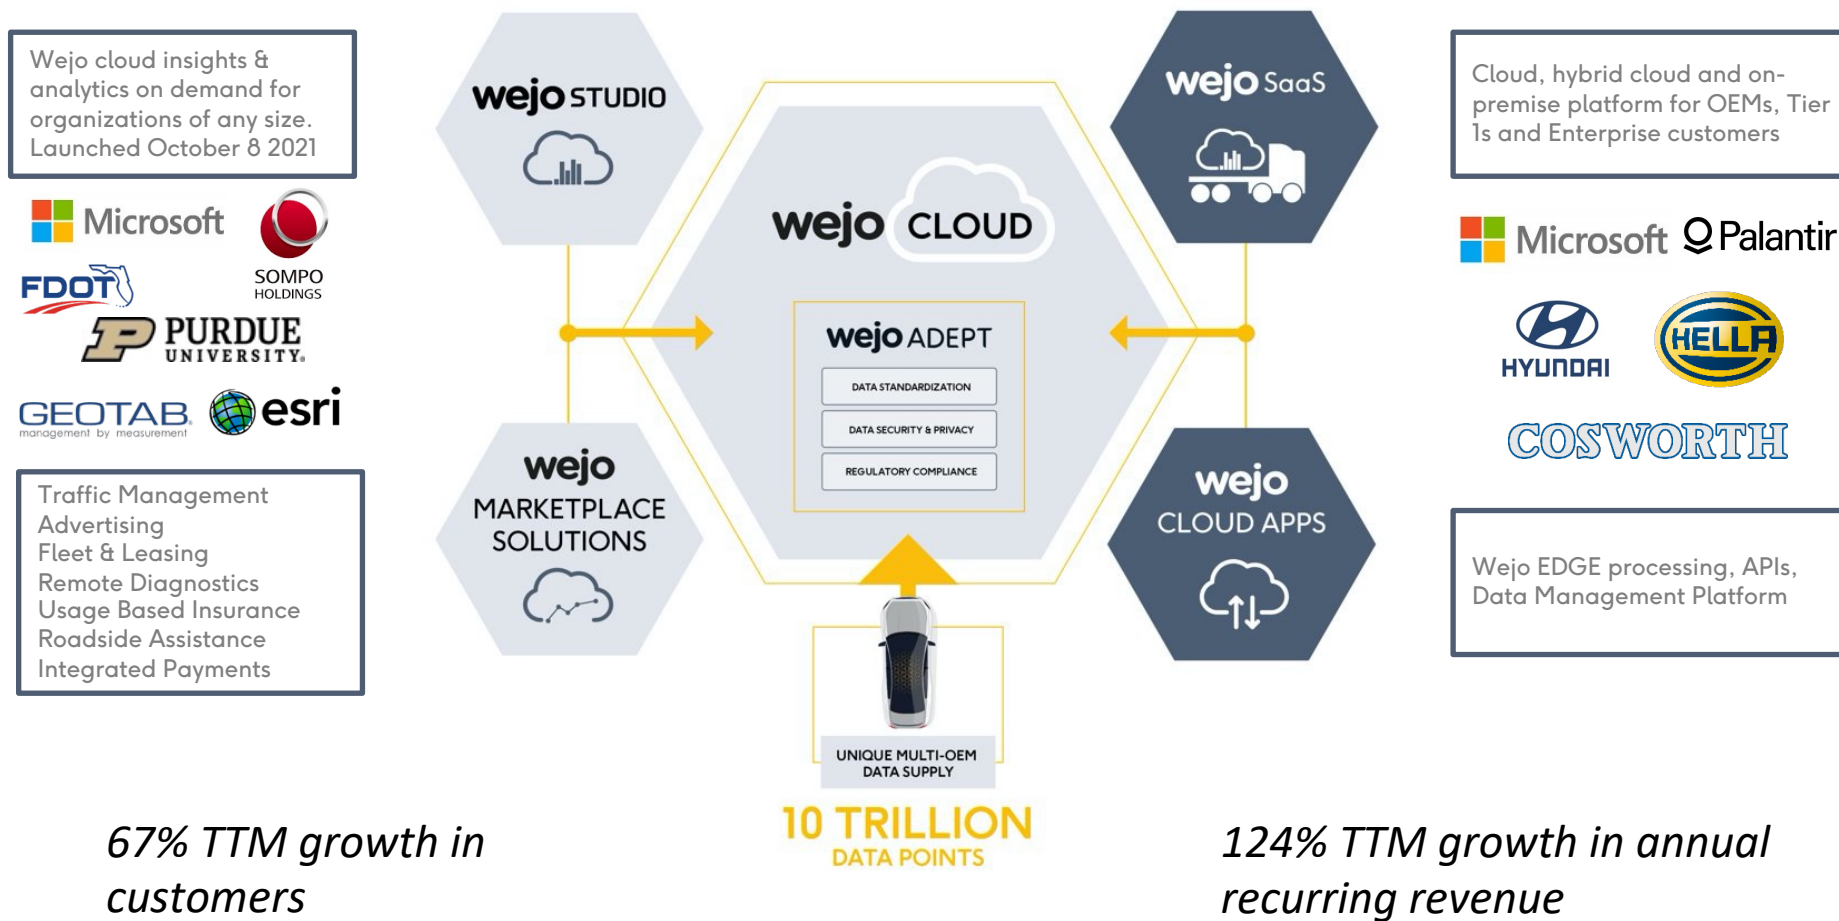 Wejo cloud insights &
analytics on demand for
organizations of any size.
Launched October 8 2021
Microsoft
SOMPO
HOLDINGS
FDOT
P PURDUE
UNIVERSITY.
GEOTAB.
management by measurement
esri
Traffic Management
Advertising
Fleet & Leasing
Remote Diagnostics
Usage Based Insurance
Roadside Assistance
Integrated Payments
wejo STUDIO
wejo
MARKETPLACE
SOLUTIONS
wejo CLOUD
wejo ADEPT
DATA STANDARDIZATION
DATA SECURITY & PRIVACY
REGULATORY COMPLIANCE
UNIQUE MULTI-OEM
DATA SUPPLY
10 TRILLION
DATA POINTS
wejo SaaS
wejo
CLOUD APPS
Cloud, hybrid cloud and on-
premise platform for OEMs, Tier
1s and Enterprise customers
Microsoft
Palantir
HYUNDAI
HELLA
COSWORTH
Wejo EDGE processing, APIs,
Data Management Platform
67% TTM growth in
customers
124% TTM growth in annual
recurring revenue